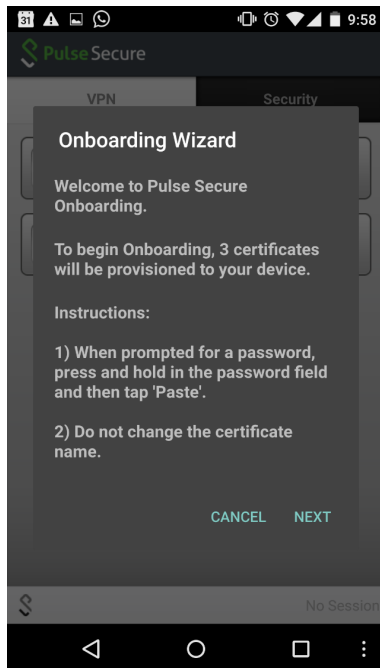 31 9:58
Pulse Secure
VPN Security
Onboarding Wizard
Welcome to Pulse Secure
Onboarding.
To begin Onboarding, 3 certificates
will be provisioned to your device.
Instructions:
1) When prompted for a password,
press and hold in the password field
and then tap 'Paste'.
2) Do not change the certificate
name.
CANCEL NEXT
No Session